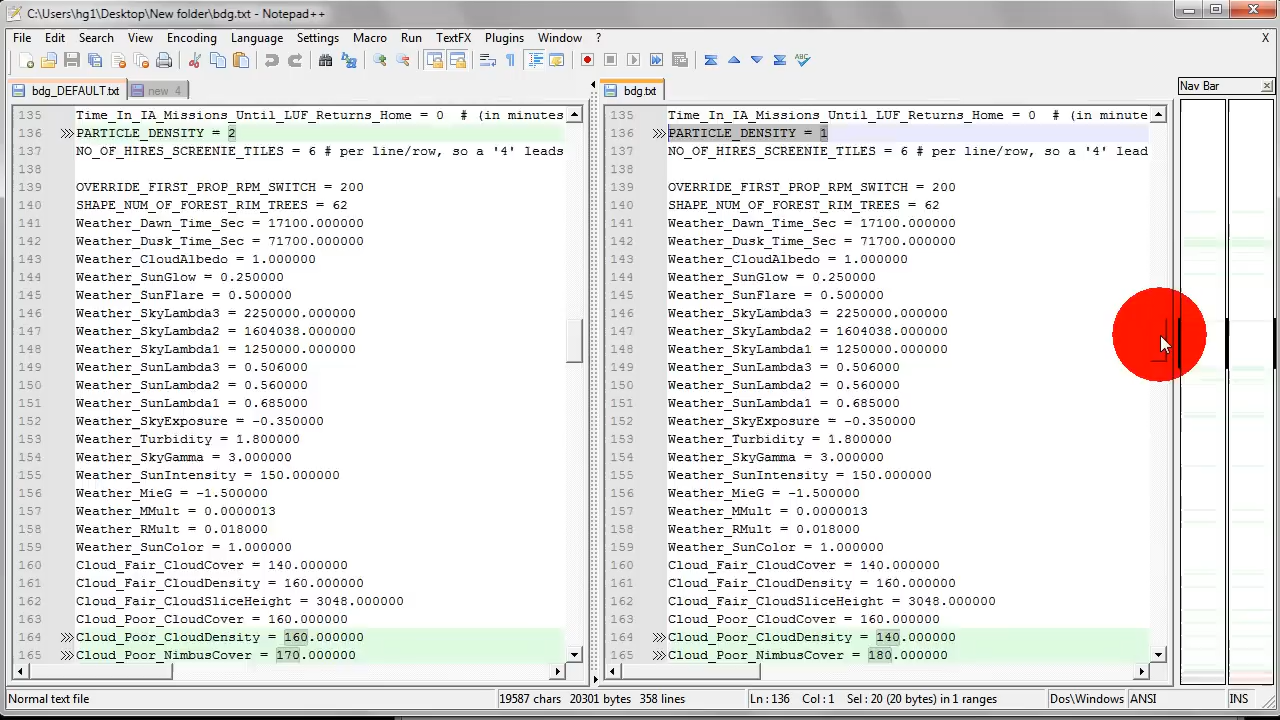 C:\Users\hg1\Desktop\New folder\bdg.txt - Notepad++
File Edit Search View Encoding Language Settings Macro Run TextFX Plugins Window ? X
bdg_DEFAULT.txt new 4 bdg.txt Nav Bar
135 Time_In_IA_Missions_Until_LUF_Returns_Home = 0 # (in minutes
136 PARTICLE_DENSITY = 2
137 NO_OF_HIRES_SCREENIE_TILES = 6 # per line/row, so a '4' leads
138
139 OVERRIDE_FIRST_PROP_RPM_SWITCH = 200
140 SHAPE_NUM_OF_FOREST_RIM_TREES = 62
141 Weather_Dawn_Time_Sec = 17100.000000
142 Weather_Dusk_Time_Sec = 71700.000000
143 Weather_CloudAlbedo = 1.000000
144 Weather_SunGlow = 0.250000
145 Weather_SunFlare = 0.500000
146 Weather_SkyLambda3 = 2250000.000000
147 Weather_SkyLambda2 = 1604038.000000
148 Weather_SkyLambda1 = 1250000.000000
149 Weather_SunLambda3 = 0.506000
150 Weather_SunLambda2 = 0.560000
151 Weather_SunLambda1 = 0.685000
152 Weather_SkyExposure = -0.350000
153 Weather_Turbidity = 1.800000
154 Weather_SkyGamma = 3.000000
155 Weather_SunIntensity = 150.000000
156 Weather_MieG = -1.500000
157 Weather_MMult = 0.0000013
158 Weather_RMult = 0.018000
159 Weather_SunColor = 1.000000
160 Cloud_Fair_CloudCover = 140.000000
161 Cloud_Fair_CloudDensity = 160.000000
162 Cloud_Fair_CloudSliceHeight = 3048.000000
163 Cloud_Poor_CloudCover = 160.000000
164 Cloud_Poor_CloudDensity = 160.000000
165 Cloud_Poor_NimbusCover = 170.000000
135 Time_In_IA_Missions_Until_LUF_Returns_Home = 0 # (in minute
136 PARTICLE_DENSITY = 1
137 NO_OF_HIRES_SCREENIE_TILES = 6 # per line/row, so a '4' lead
138
139 OVERRIDE_FIRST_PROP_RPM_SWITCH = 200
140 SHAPE_NUM_OF_FOREST_RIM_TREES = 62
141 Weather_Dawn_Time_Sec = 17100.000000
142 Weather_Dusk_Time_Sec = 71700.000000
143 Weather_CloudAlbedo = 1.000000
144 Weather_SunGlow = 0.250000
145 Weather_SunFlare = 0.500000
146 Weather_SkyLambda3 = 2250000.000000
147 Weather_SkyLambda2 = 1604038.000000
148 Weather_SkyLambda1 = 1250000.000000
149 Weather_SunLambda3 = 0.506000
150 Weather_SunLambda2 = 0.560000
151 Weather_SunLambda1 = 0.685000
152 Weather_SkyExposure = -0.350000
153 Weather_Turbidity = 1.800000
154 Weather_SkyGamma = 3.000000
155 Weather_SunIntensity = 150.000000
156 Weather_MieG = -1.500000
157 Weather_MMult = 0.0000013
158 Weather_RMult = 0.018000
159 Weather_SunColor = 1.000000
160 Cloud_Fair_CloudCover = 140.000000
161 Cloud_Fair_CloudDensity = 160.000000
162 Cloud_Fair_CloudSliceHeight = 3048.000000
163 Cloud_Poor_CloudCover = 160.000000
164 Cloud_Poor_CloudDensity = 140.000000
165 Cloud_Poor_NimbusCover = 180.000000
Normal text file 19587 chars 20301 bytes 358 lines Ln : 136 Col : 1 Sel : 20 (20 bytes) in 1 ranges Dos\Windows ANSI INS